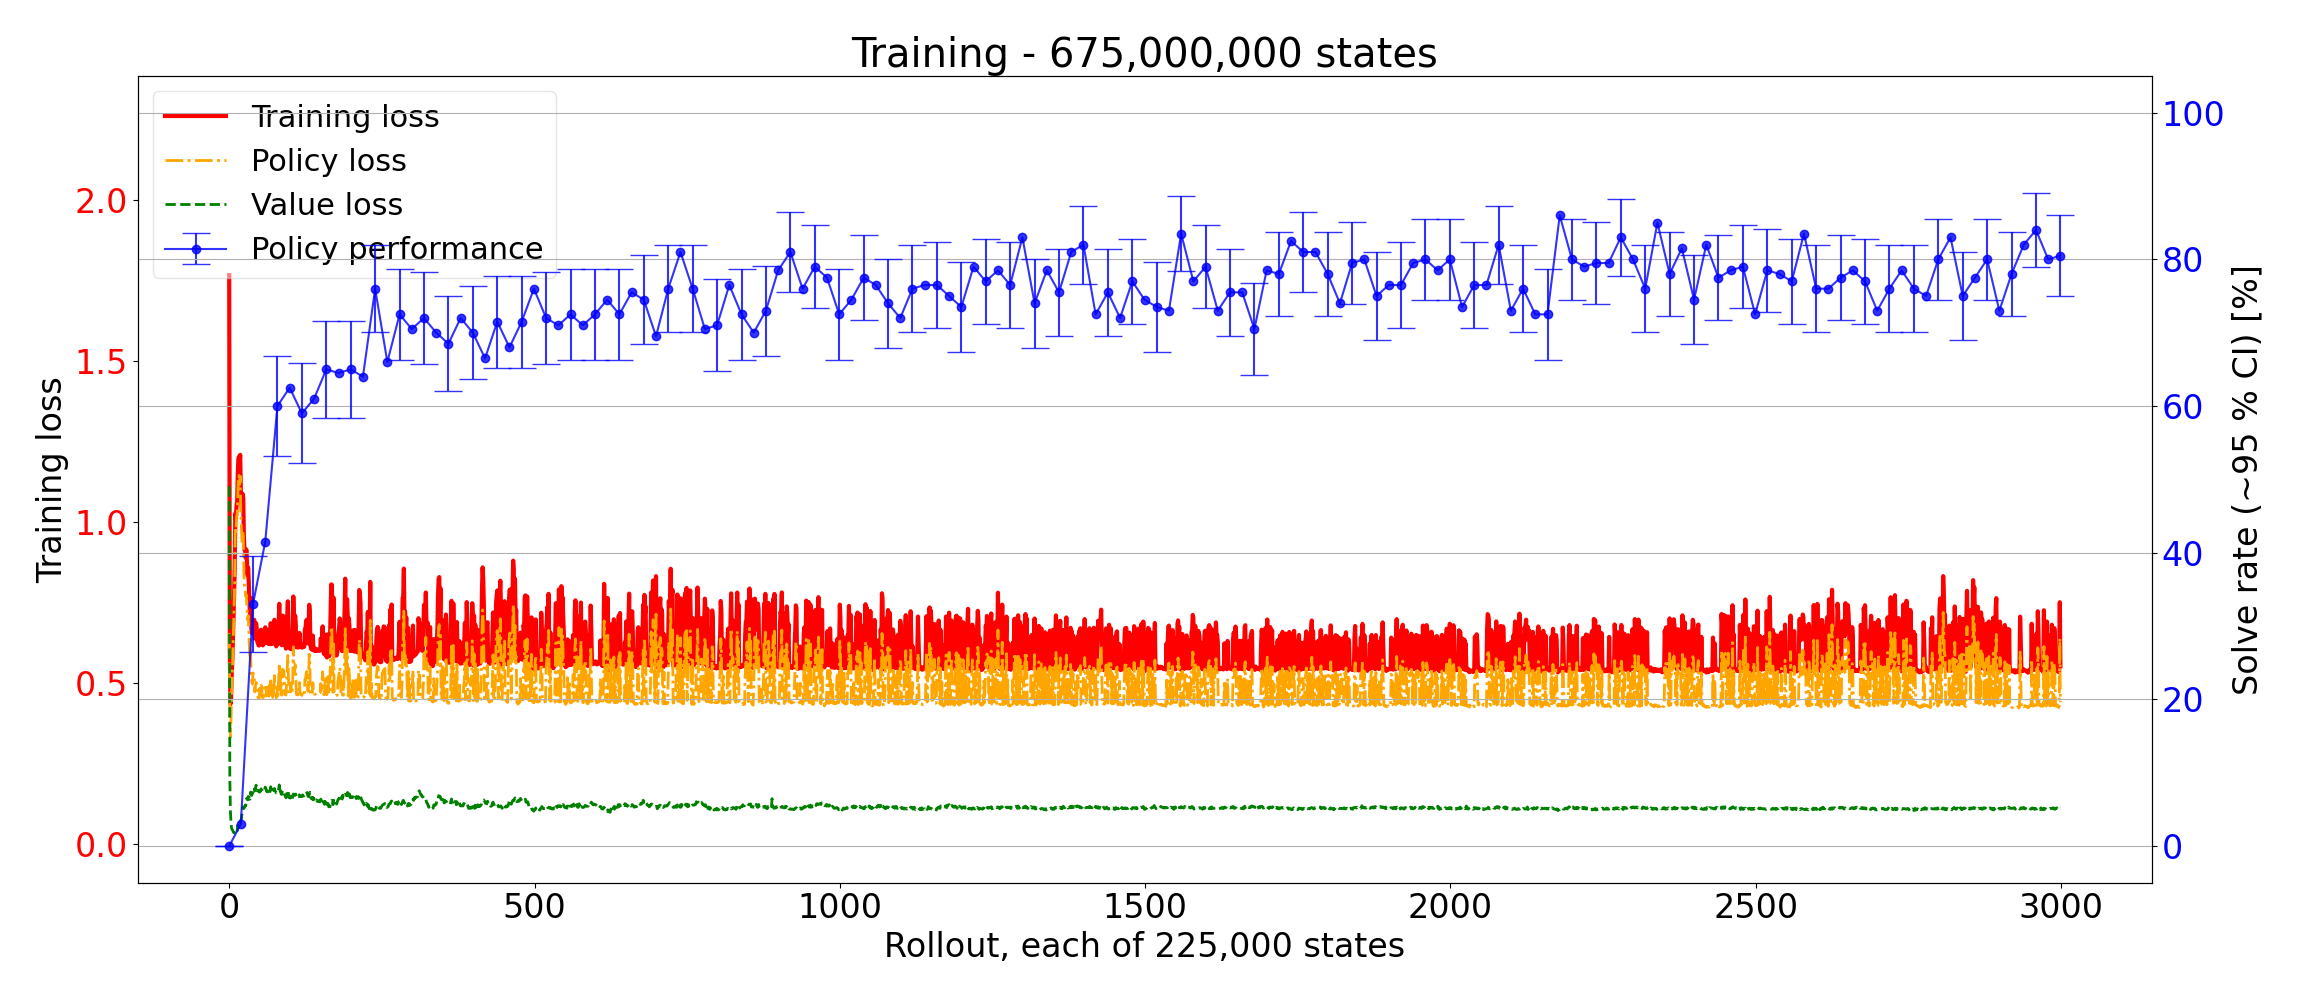 Training - 675,000,000 states
Training loss
Policy loss
Value loss
Policy performance
2.0
1.5
1.0
0.5
0.0
Training loss
100
80
60
40
20
0
Solve rate (~95 % CI) [%]
0 500 1000 1500 2000 2500 3000
Rollout, each of 225,000 states